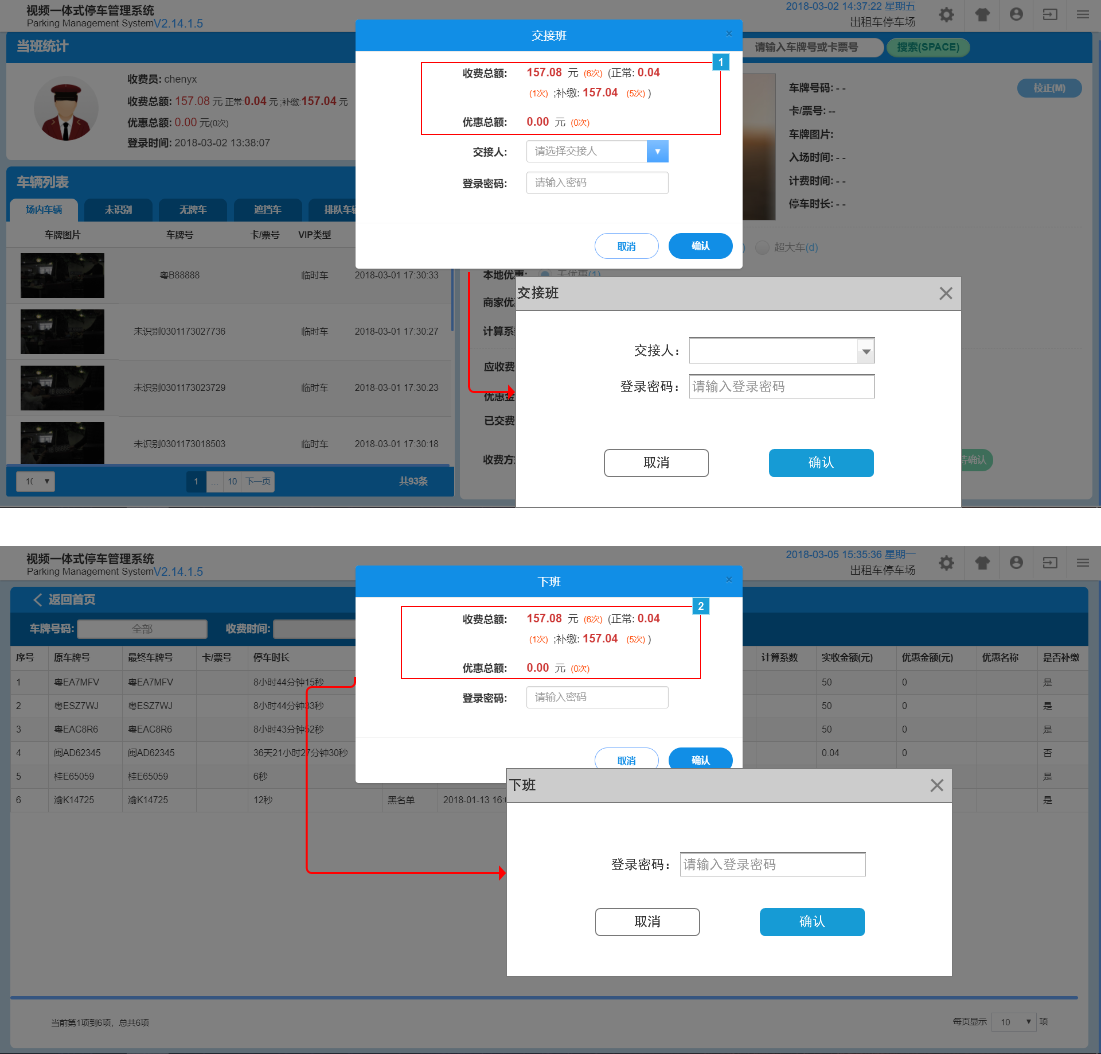 视频一体式停车管理系统
Parking Management SystemV2.14.1.5
2018-03-02 14:37:22 星期五
出租车停车场
当班统计
收费员: chenyx
收费总额: 157.08 元 正常 0.04 元 ;补缴 157.04 元
优惠总额: 0.00 元(0次)
登录时间: 2018-03-02 13:38:07
交接班
×
1
收费总额: 157.08 元 (6次) (正常: 0.04
(1次) ;补缴: 157.04 (5次) )
优惠总额: 0.00 元 (0次)
交接人: 请选择交接人
登录密码: 请输入密码
取消
确认
请输入车牌号或卡票号
搜索(SPACE)
车牌号码: - -
校正(M)
卡/票号: --
车牌图片:
入场时间: - -
计费时间: - -
停车时长: - -
超大车(d)
车辆列表
场内车辆
未识别
无牌车
遮挡车
车牌图片 车牌号 卡/票号 VIP类型
粤B88888 临时车 2018-03-01 17:30:33
未识别0301173027736 临时车 2018-03-01 17:30:27
未识别0301173023729 临时车 2018-03-01 17:30:23
未识别0301173018503 临时车 2018-03-01 17:30:18
1 ... 10 下一页
共93条
本地优惠:
无优惠(1)
商家优
计算系
应收费
已交费
收费方
交接班
交接人:
登录密码: 请输入登录密码
取消
确认
视频一体式停车管理系统
Parking Management SystemV2.14.1.5
2018-03-05 15:35:36 星期一
出租车停车场
返回首页
车牌号码: 全部
收费时间:
下班
×
2
收费总额: 157.08 元 (6次) (正常: 0.04
(1次) ;补缴: 157.04 (5次) )
优惠总额: 0.00 元 (0次)
登录密码: 请输入密码
取消
确认
序号 原车牌号 最终车牌号 卡/票号 停车时长 计算系数 实收金额(元) 优惠金额(元) 优惠名称 是否补缴
1 粤EA7MFV 粤EA7MFV 8小时44分钟15秒 50 0 是
2 粤ESZ7WJ 粤ESZ7WJ 8小时44分钟33秒 50 0 是
3 粤EAC8R6 粤EAC8R6 8小时43分钟52秒 50 0 是
4 闽AD62345 闽AD62345 36天21小时27分钟30秒 0.04 0 否
5 桂E65059 桂E65059 6秒 是
6 渝K14725 渝K14725 12秒 黑名单 2018-01-13 16: 是
下班
登录密码: 请输入登录密码
取消
确认
当前第1项到6项，总共6项
每页显示 10 项